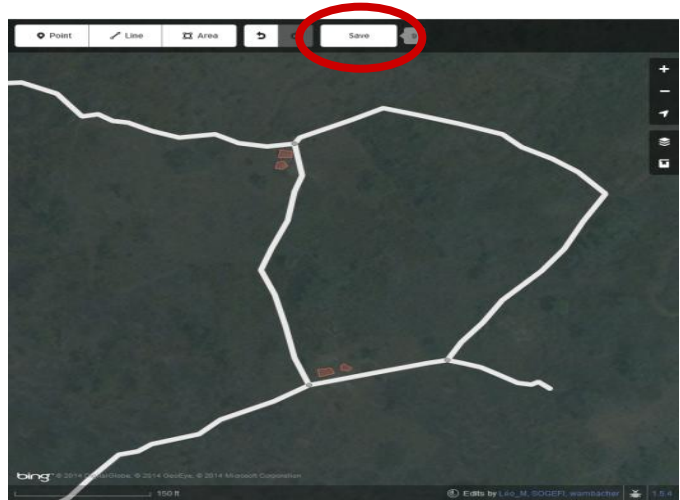 Point Line Area Save
bing © 2014 DigitalGlobe, © 2014 GeoEye, © 2014 Microsoft Corporation
150 ft Edits by Léo_M, SOGEFI, wambacher 1.5.4